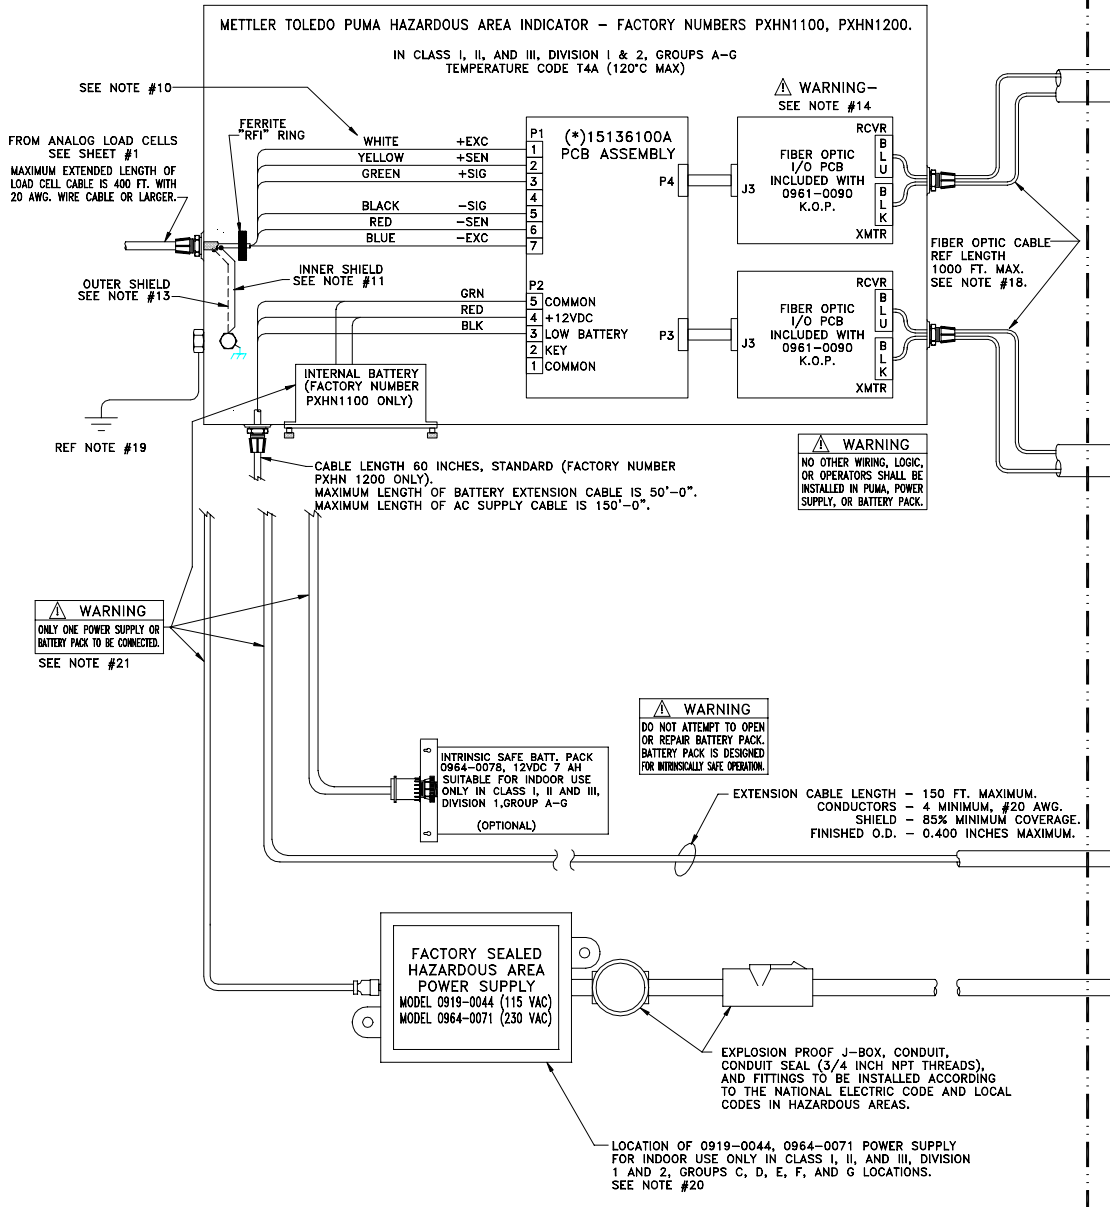 METTLER TOLEDO PUMA HAZARDOUS AREA INDICATOR – FACTORY NUMBERS PXHN1100, PXHN1200.
IN CLASS I, II, AND III, DIVISION I & 2, GROUPS A–G
TEMPERATURE CODE T4A (120°C MAX)
SEE NOTE #10
⚠ WARNING–
SEE NOTE #14
FROM ANALOG LOAD CELLS
SEE SHEET #1
MAXIMUM EXTENDED LENGTH OF
LOAD CELL CABLE IS 400 FT. WITH
20 AWG. WIRE CABLE OR LARGER.
FERRITE
"RFI" RING
WHITE +EXC
YELLOW +SEN
GREEN +SIG
BLACK –SIG
RED –SEN
BLUE –EXC
P1
1
2
3
4
5
6
7
(*)15136100A
PCB ASSEMBLY
P4
J3
FIBER OPTIC
I/O PCB
INCLUDED WITH
0961–0090
K.O.P.
RCVR
B
L
U
B
L
K
XMTR
FIBER OPTIC CABLE
REF LENGTH
1000 FT. MAX.
SEE NOTE #18.
OUTER SHIELD
SEE NOTE #13
INNER SHIELD
SEE NOTE #11
GRN
RED
BLK
P2
5 COMMON
4 +12VDC
3 LOW BATTERY
2 KEY
1 COMMON
P3
J3
FIBER OPTIC
I/O PCB
INCLUDED WITH
0961–0090
K.O.P.
RCVR
B
L
U
B
L
K
XMTR
INTERNAL BATTERY
(FACTORY NUMBER
PXHN1100 ONLY)
REF NOTE #19
CABLE LENGTH 60 INCHES, STANDARD (FACTORY NUMBER
PXHN 1200 ONLY).
MAXIMUM LENGTH OF BATTERY EXTENSION CABLE IS 50'–0".
MAXIMUM LENGTH OF AC SUPPLY CABLE IS 150'–0".
⚠ WARNING
NO OTHER WIRING, LOGIC,
OR OPERATORS SHALL BE
INSTALLED IN PUMA, POWER
SUPPLY, OR BATTERY PACK.
⚠ WARNING
ONLY ONE POWER SUPPLY OR
BATTERY PACK TO BE CONNECTED.
SEE NOTE #21
⚠ WARNING
DO NOT ATTEMPT TO OPEN
OR REPAIR BATTERY PACK.
BATTERY PACK IS DESIGNED
FOR INTRINSICALLY SAFE OPERATION.
INTRINSIC SAFE BATT. PACK
0964–0078, 12VDC 7 AH
SUITABLE FOR INDOOR USE
ONLY IN CLASS I, II AND III,
DIVISION 1,GROUP A–G
(OPTIONAL)
EXTENSION CABLE LENGTH – 150 FT. MAXIMUM.
CONDUCTORS – 4 MINIMUM, #20 AWG.
SHIELD – 85% MINIMUM COVERAGE.
FINISHED O.D. – 0.400 INCHES MAXIMUM.
FACTORY SEALED
HAZARDOUS AREA
POWER SUPPLY
MODEL 0919–0044 (115 VAC)
MODEL 0964–0071 (230 VAC)
EXPLOSION PROOF J–BOX, CONDUIT,
CONDUIT SEAL (3/4 INCH NPT THREADS),
AND FITTINGS TO BE INSTALLED ACCORDING
TO THE NATIONAL ELECTRIC CODE AND LOCAL
CODES IN HAZARDOUS AREAS.
LOCATION OF 0919–0044, 0964–0071 POWER SUPPLY
FOR INDOOR USE ONLY IN CLASS I, II, AND III, DIVISION
1 AND 2, GROUPS C, D, E, F, AND G LOCATIONS.
SEE NOTE #20